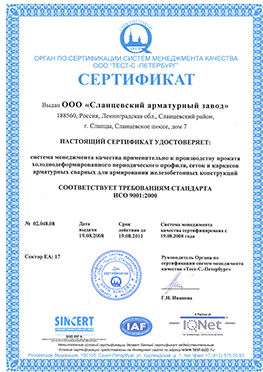 ОРГАН ПО СЕРТИФИКАЦИИ СИСТЕМ МЕНЕДЖМЕНТА КАЧЕСТВА
ООО "ТЕСТ-С.-ПЕТЕРБУРГ"
СЕРТИФИКАТ
Выдан ООО «Сланцевский арматурный завод»
188560, Россия, Ленинградская обл., Сланцевский район,
г. Сланцы, Сланцевское шоссе, дом 7
НАСТОЯЩИЙ СЕРТИФИКАТ УДОСТОВЕРЯЕТ:
система менеджмента качества применительно к производству проката
холоднодеформированного периодического профиля, сеток и каркасов
арматурных сварных для армирования железобетонных конструкций
СООТВЕТСТВУЕТ ТРЕБОВАНИЯМ СТАНДАРТА
ИСО 9001:2000
№ 02.048.08
Дата выдачи 19.08.2008
Срок действия до 19.08.2011
Система менеджмента качества сертифицирована с 19.08.2008 года
Сектор ЕА: 17
Руководитель Органа по
сертификации систем менеджмента
качества «Тест-С.-Петербург»
Г.Н. Иванова
SINCERT
IAF
IQNet